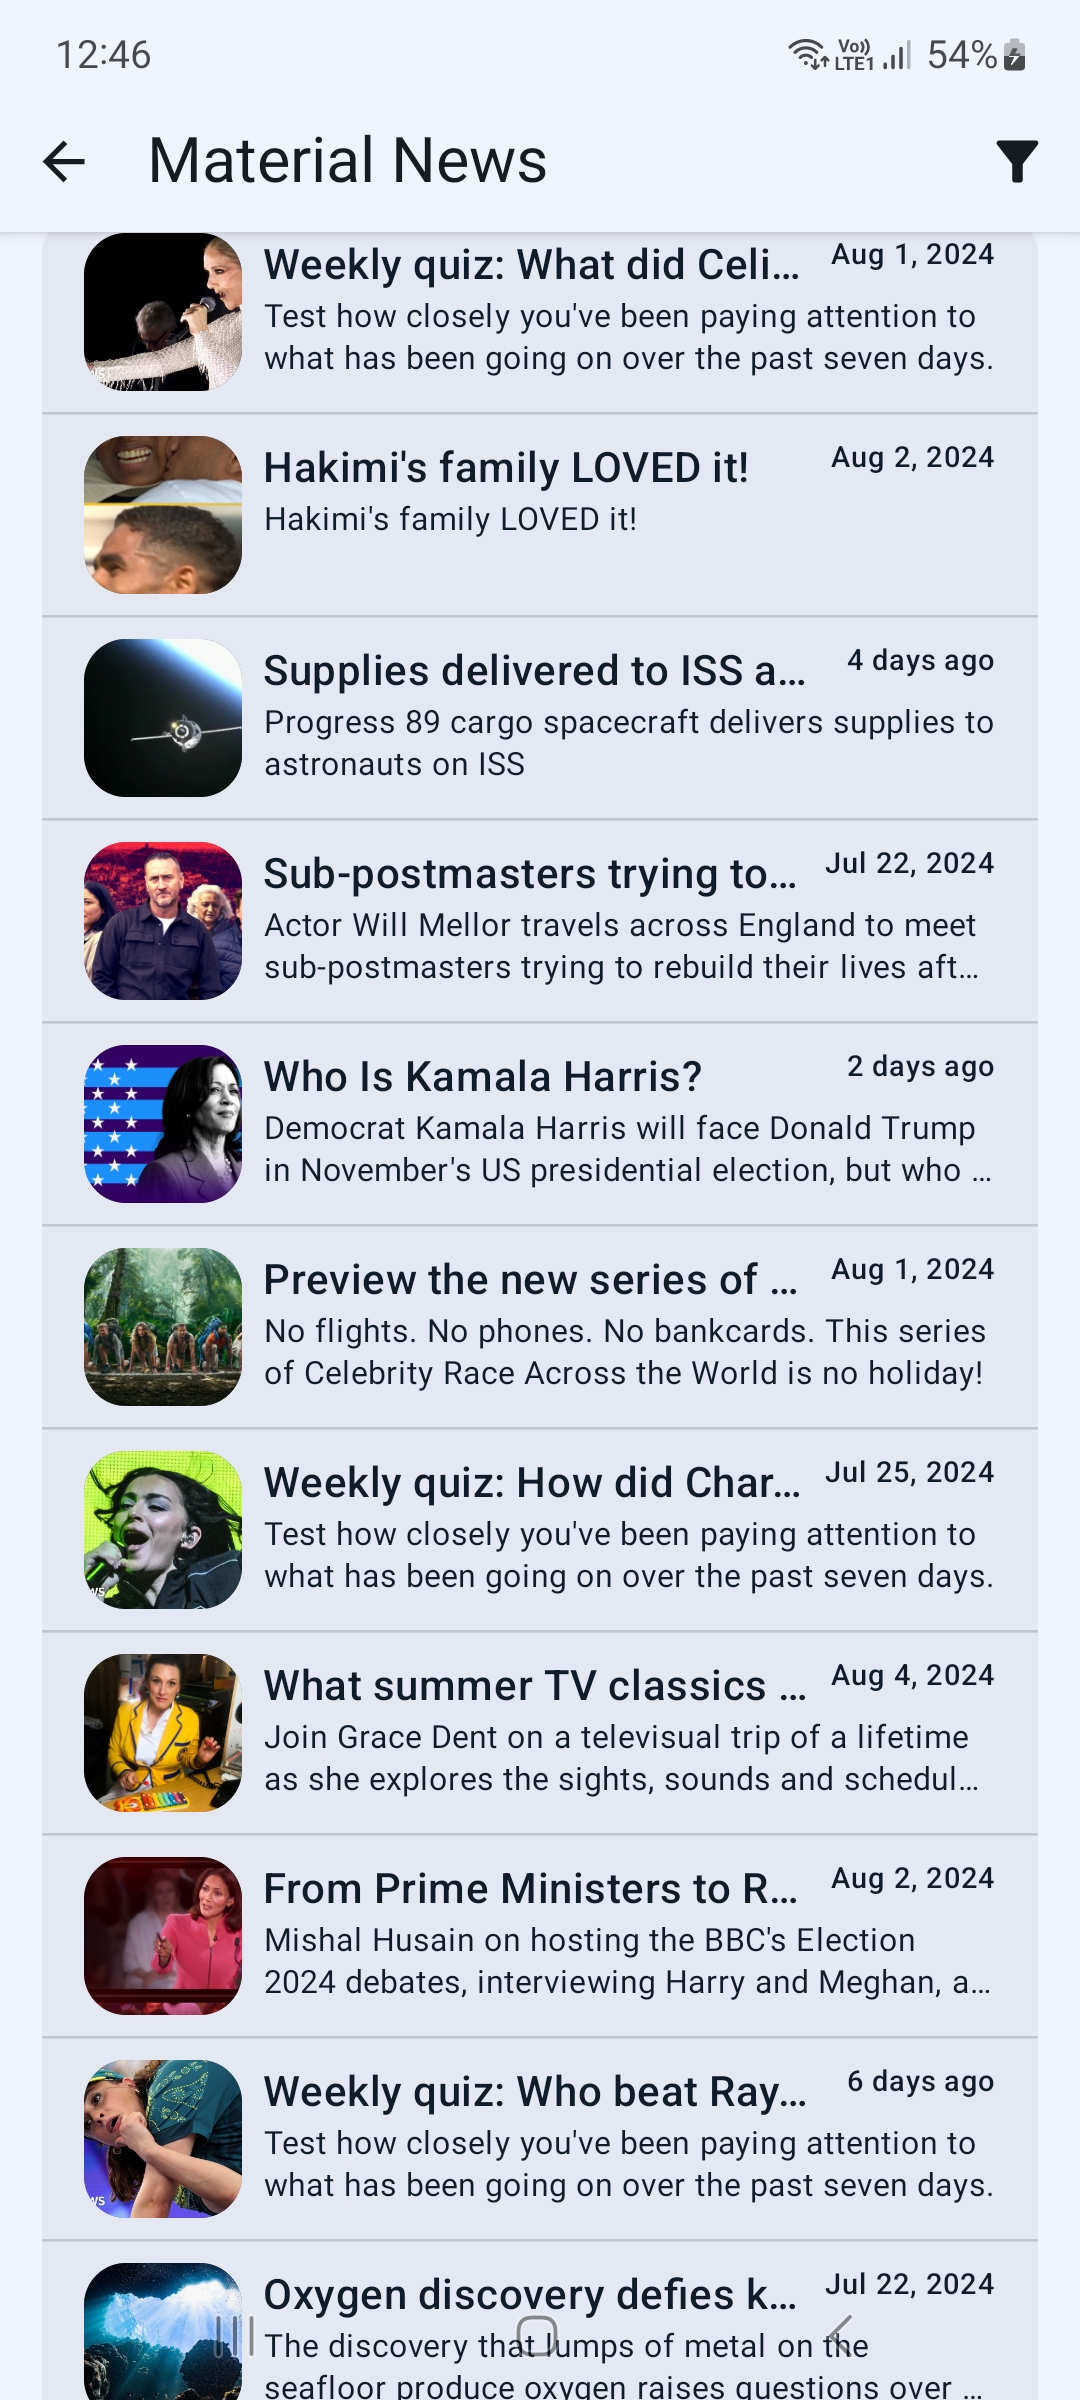 12:46
Vo)) LTE1 54%
Material News
Weekly quiz: What did Celi... Aug 1, 2024
Test how closely you've been paying attention to
what has been going on over the past seven days.
Hakimi's family LOVED it! Aug 2, 2024
Hakimi's family LOVED it!
Supplies delivered to ISS a... 4 days ago
Progress 89 cargo spacecraft delivers supplies to
astronauts on ISS
Sub-postmasters trying to... Jul 22, 2024
Actor Will Mellor travels across England to meet
sub-postmasters trying to rebuild their lives aft...
Who Is Kamala Harris? 2 days ago
Democrat Kamala Harris will face Donald Trump
in November's US presidential election, but who ...
Preview the new series of ... Aug 1, 2024
No flights. No phones. No bankcards. This series
of Celebrity Race Across the World is no holiday!
Weekly quiz: How did Char... Jul 25, 2024
Test how closely you've been paying attention to
what has been going on over the past seven days.
What summer TV classics ... Aug 4, 2024
Join Grace Dent on a televisual trip of a lifetime
as she explores the sights, sounds and schedul...
From Prime Ministers to R... Aug 2, 2024
Mishal Husain on hosting the BBC's Election
2024 debates, interviewing Harry and Meghan, a...
Weekly quiz: Who beat Ray... 6 days ago
Test how closely you've been paying attention to
what has been going on over the past seven days.
Oxygen discovery defies k... Jul 22, 2024
The discovery that lumps of metal on the
seafloor produce oxygen raises questions over ...